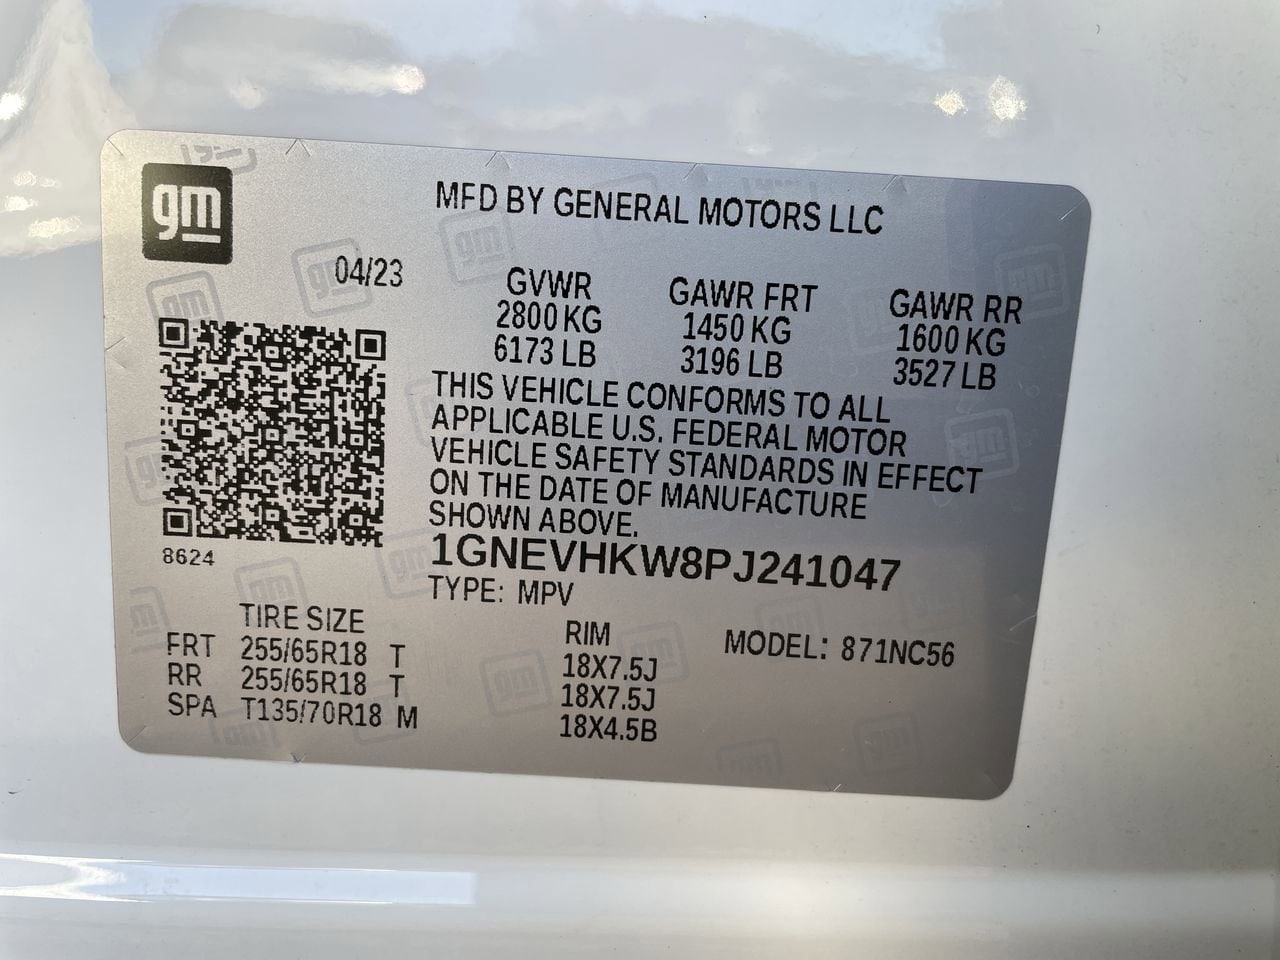 gm
MFD BY GENERAL MOTORS LLC
04/23
GVWR GAWR FRT GAWR RR
2800 KG 1450 KG 1600 KG
6173 LB 3196 LB 3527 LB
THIS VEHICLE CONFORMS TO ALL
APPLICABLE U.S. FEDERAL MOTOR
VEHICLE SAFETY STANDARDS IN EFFECT
ON THE DATE OF MANUFACTURE
SHOWN ABOVE.
8624
1GNEVHKW8PJ241047
TYPE: MPV
TIRE SIZE RIM MODEL: 871NC56
FRT 255/65R18 T 18X7.5J
RR 255/65R18 T 18X7.5J
SPA T135/70R18 M 18X4.5B